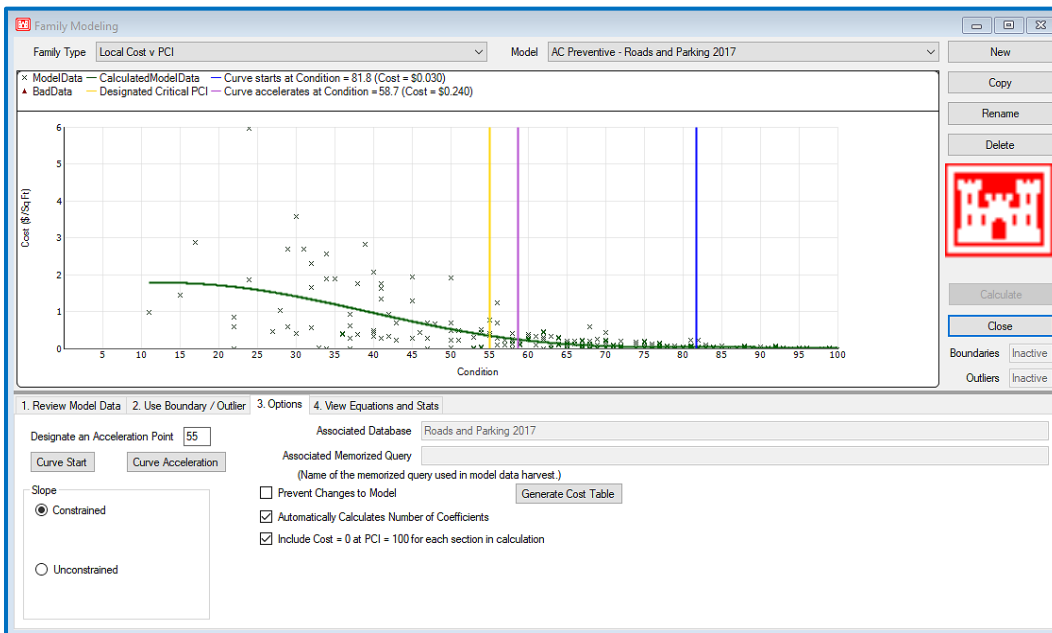 Family Modeling
Family Type Local Cost v PCI Model AC Preventive - Roads and Parking 2017 New
Copy
Rename
Delete
× ModelData — CalculatedModelData — Curve starts at Condition = 81.8 (Cost = $0.030)
▲ BadData — Designated Critical PCI — Curve accelerates at Condition = 58.7 (Cost = $0.240)
6
5
4
3
2
1
0
Cost ($/Sq Ft)
5 10 15 20 25 30 35 40 45 50 55 60 65 70 75 80 85 90 95 100
Condition
Calculate
Close
Boundaries Inactive
Outliers Inactive
1. Review Model Data 2. Use Boundary / Outlier 3. Options 4. View Equations and Stats
Designate an Acceleration Point 55
Curve Start Curve Acceleration
Slope
Constrained
Unconstrained
Associated Database Roads and Parking 2017
Associated Memorized Query
(Name of the memorized query used in model data harvest.)
Prevent Changes to Model Generate Cost Table
Automatically Calculates Number of Coefficients
Include Cost = 0 at PCI = 100 for each section in calculation